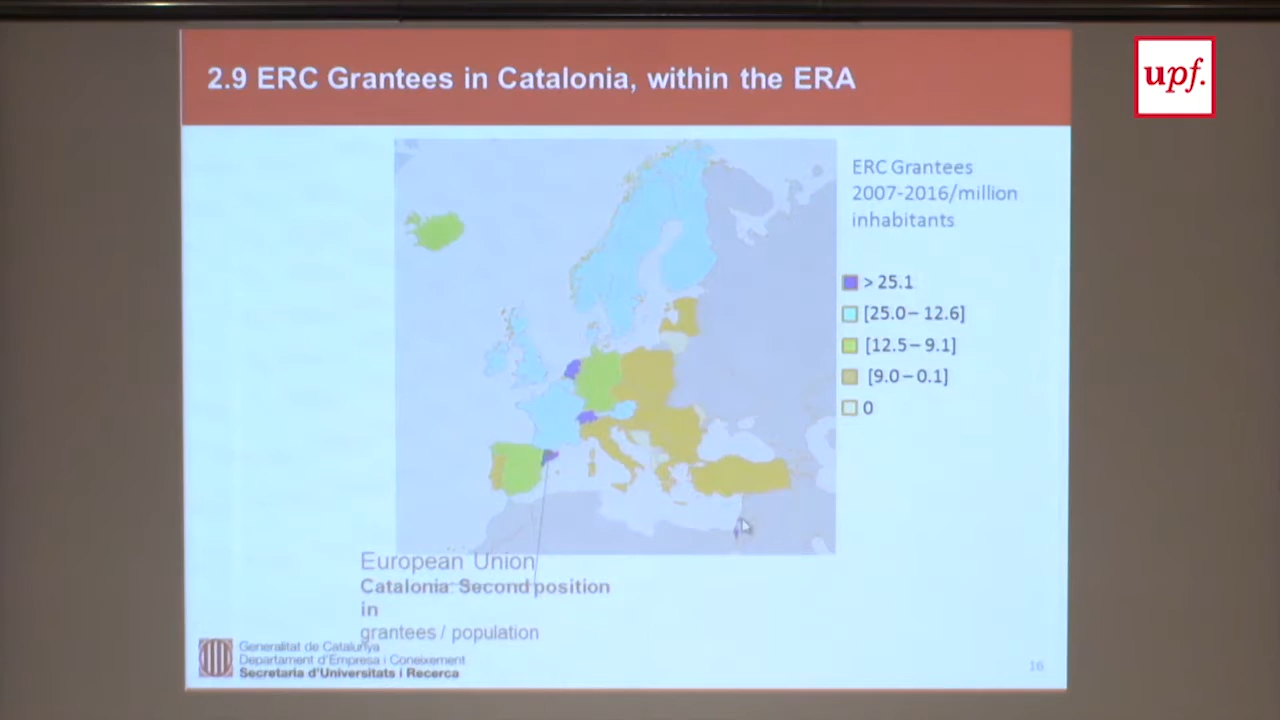 2.9 ERC Grantees in Catalonia, within the ERA
upf.
ERC Grantees
2007-2016/million
inhabitants
> 25.1
[25.0– 12.6]
[12.5– 9.1]
[9.0 – 0.1]
0
European Union
Catalonia: Second position
in
grantees / population
Generalitat de Catalunya
Departament d'Empresa i Coneixement
Secretaria d'Universitats i Recerca
16